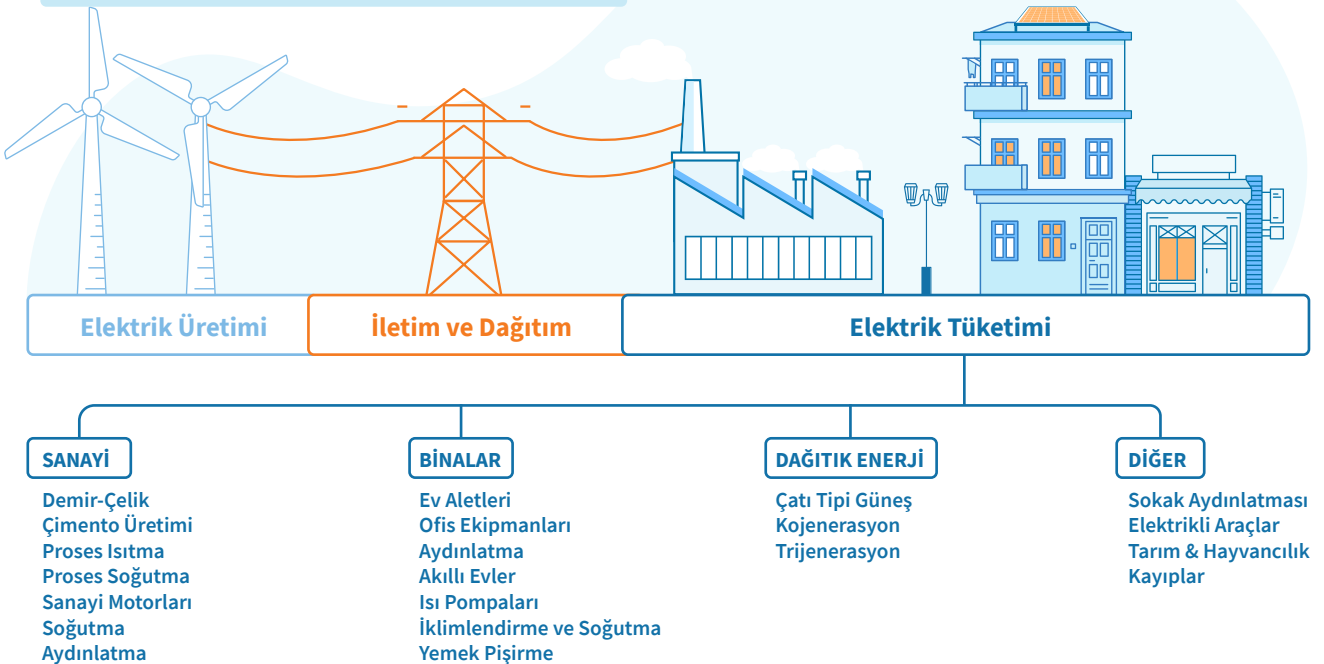 Elektrik Üretimi
İletim ve Dağıtım
Elektrik Tüketimi
SANAYİ
Demir-Çelik
Çimento Üretimi
Proses Isıtma
Proses Soğutma
Sanayi Motorları
Soğutma
Aydınlatma
BİNALAR
Ev Aletleri
Ofis Ekipmanları
Aydınlatma
Akıllı Evler
Isı Pompaları
İklimlendirme ve Soğutma
Yemek Pişirme
DAĞITIK ENERJİ
Çatı Tipi Güneş
Kojenerasyon
Trijenerasyon
DİĞER
Sokak Aydınlatması
Elektrikli Araçlar
Tarım & Hayvancılık
Kayıplar